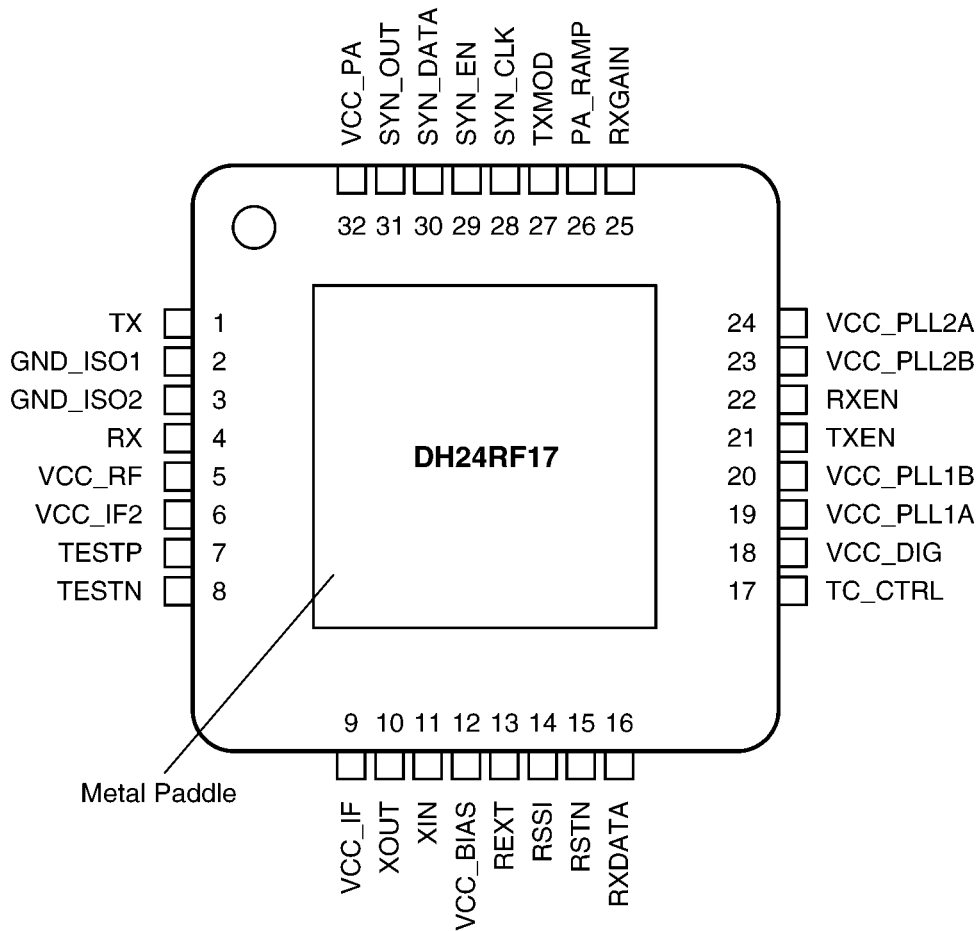 VCC_PA
SYN_OUT
SYN_DATA
SYN_EN
SYN_CLK
TXMOD
PA_RAMP
RXGAIN
32 31 30 29 28 27 26 25
TX 1
GND_ISO1 2
GND_ISO2 3
RX 4
VCC_RF 5
VCC_IF2 6
TESTP 7
TESTN 8
DH24RF17
24 VCC_PLL2A
23 VCC_PLL2B
22 RXEN
21 TXEN
20 VCC_PLL1B
19 VCC_PLL1A
18 VCC_DIG
17 TC_CTRL
9 10 11 12 13 14 15 16
Metal Paddle
VCC_IF
XOUT
XIN
VCC_BIAS
REXT
RSSI
RSTN
RXDATA